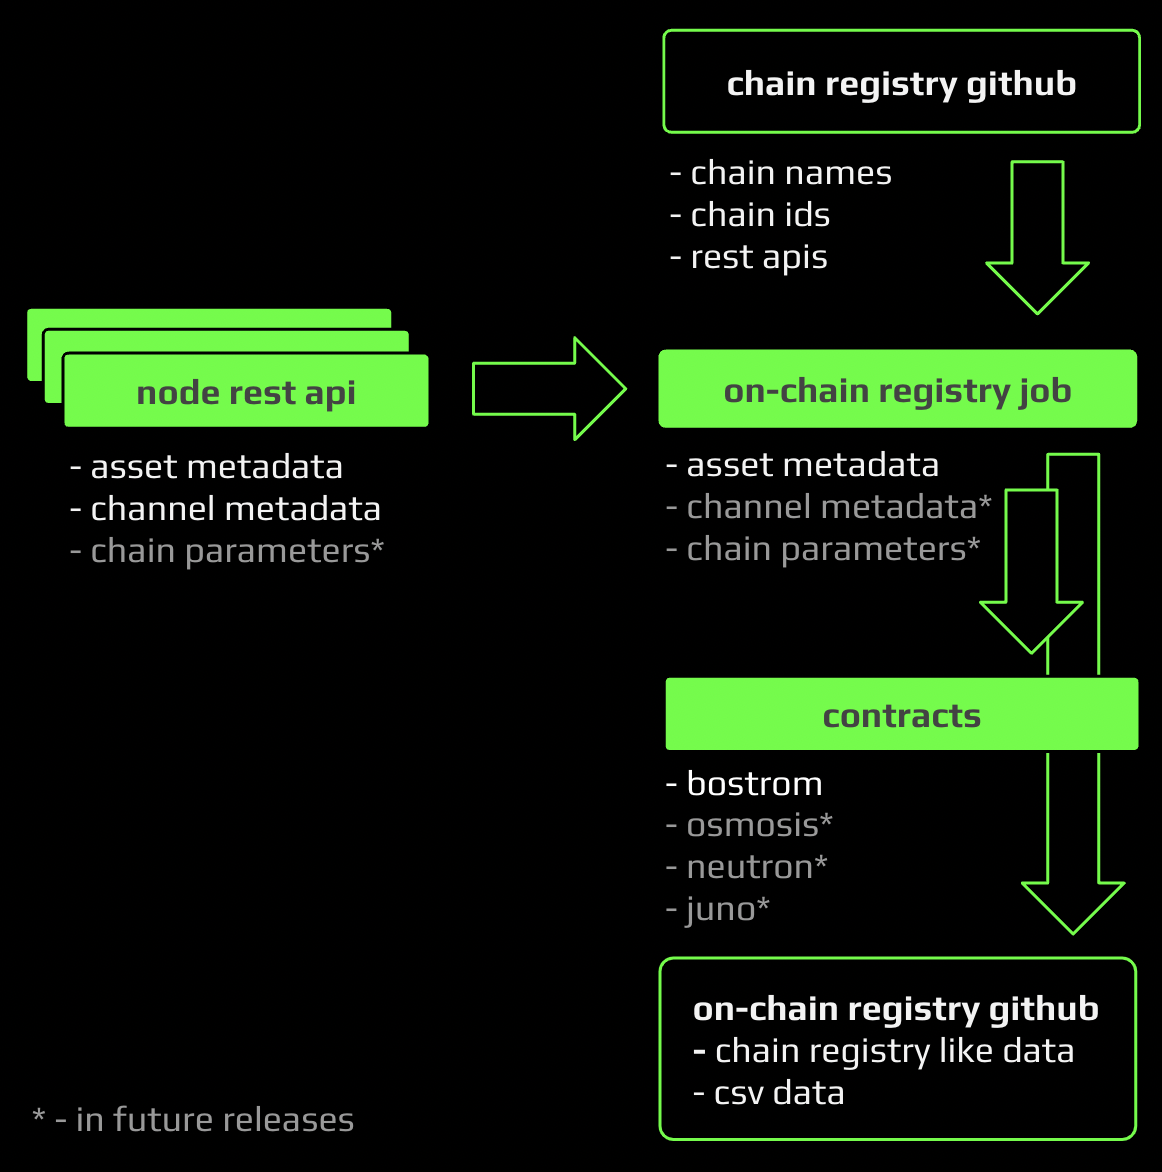 chain registry github
- chain names
- chain ids
- rest apis
node rest api
- asset metadata
- channel metadata
- chain parameters*
on-chain registry job
- asset metadata
- channel metadata*
- chain parameters*
contracts
- bostrom
- osmosis*
- neutron*
- juno*
on-chain registry github
- chain registry like data
- csv data
* - in future releases